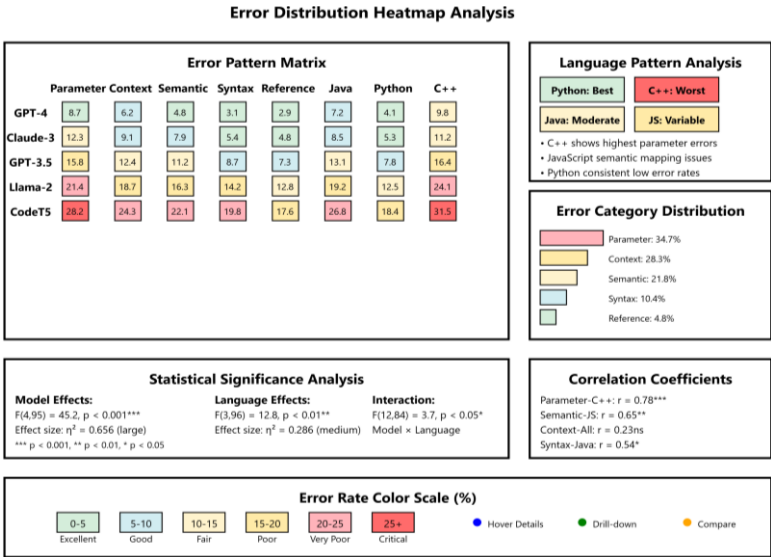 Error Distribution Heatmap Analysis
Error Pattern Matrix
Parameter Context Semantic Syntax Reference Java Python C++
GPT-4 8.7 6.2 4.8 3.1 2.9 7.2 4.1 9.8
Claude-3 12.3 9.1 7.9 5.4 4.8 8.5 5.3 11.2
GPT-3.5 15.8 12.4 11.2 8.7 7.3 13.1 7.8 16.4
Llama-2 21.4 18.7 16.3 14.2 12.8 19.2 12.5 24.1
CodeT5 28.2 24.3 22.1 19.8 17.6 26.8 18.4 31.5
Language Pattern Analysis
Python: Best C++: Worst
Java: Moderate JS: Variable
• C++ shows highest parameter errors
• JavaScript semantic mapping issues
• Python consistent low error rates
Error Category Distribution
Parameter: 34.7%
Context: 28.3%
Semantic: 21.8%
Syntax: 10.4%
Reference: 4.8%
Statistical Significance Analysis
Model Effects:
F(4,95) = 45.2, p < 0.001***
Effect size: η² = 0.656 (large)
*** p < 0.001, ** p < 0.01, * p < 0.05
Language Effects:
F(3,96) = 12.8, p < 0.01**
Effect size: η² = 0.286 (medium)
Interaction:
F(12,84) = 3.7, p < 0.05*
Model × Language
Correlation Coefficients
Parameter-C++: r = 0.78***
Semantic-JS: r = 0.65**
Context-All: r = 0.23ns
Syntax-Java: r = 0.54*
Error Rate Color Scale (%)
0-5 5-10 10-15 15-20 20-25 25+
Excellent Good Fair Poor Very Poor Critical
Hover Details Drill-down Compare